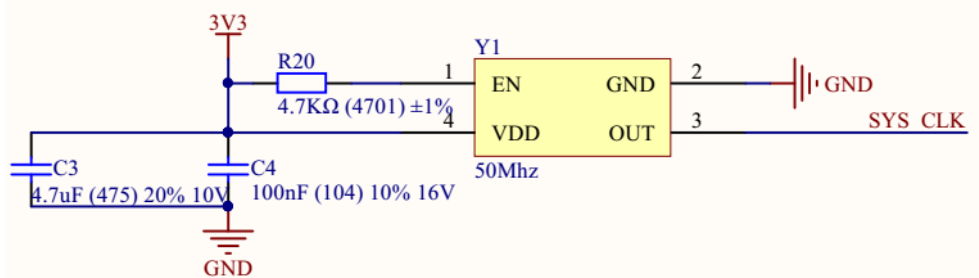 3V3
Y1
R20
1
EN
GND
2
GND
4.7KΩ (4701) ±1%
4
VDD
OUT
3
SYS_CLK
50Mhz
C3
4.7uF (475) 20% 10V
C4
100nF (104) 10% 16V
GND